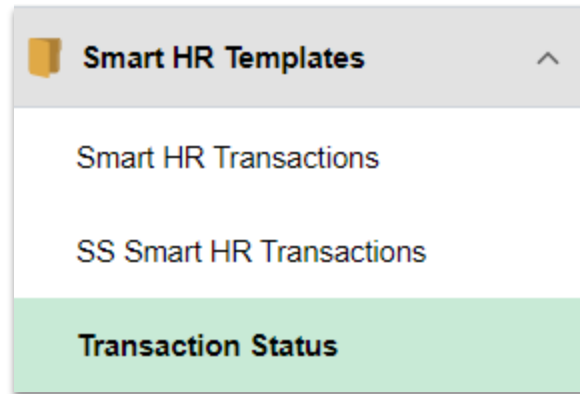 Smart HR Templates
Smart HR Transactions
SS Smart HR Transactions
Transaction Status